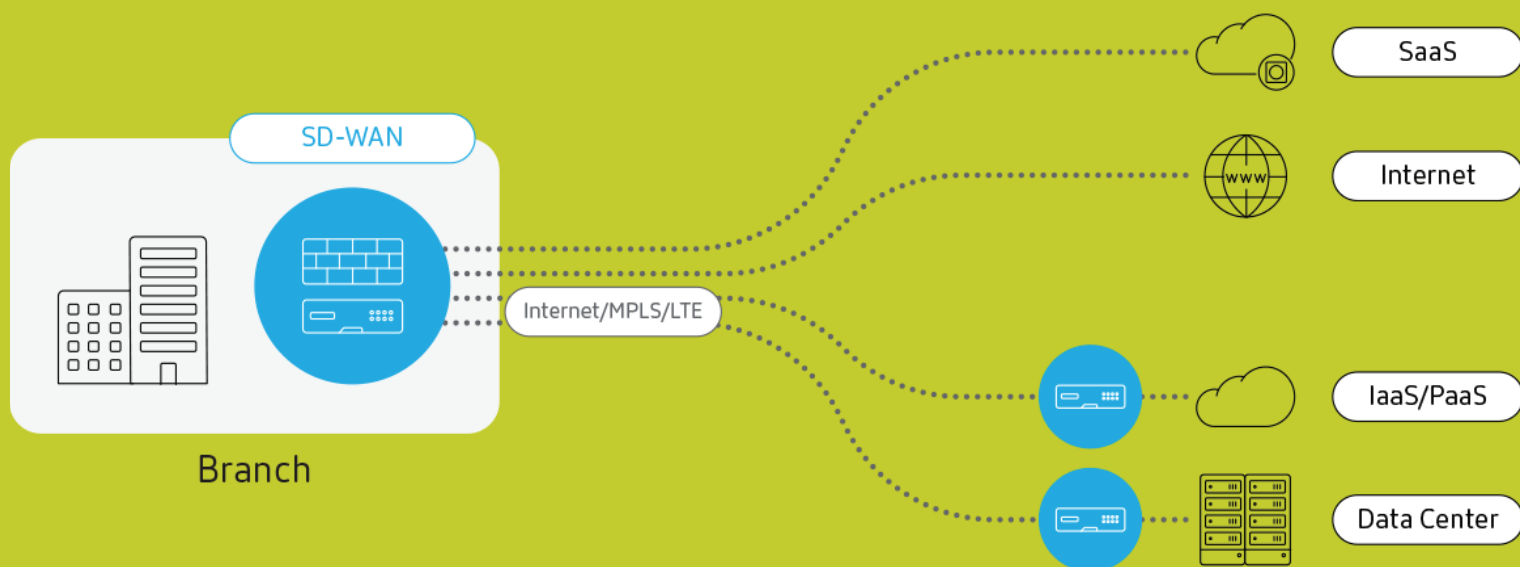 SaaS
SD-WAN
www
Internet
Internet/MPLS/LTE
IaaS/PaaS
Branch
Data Center